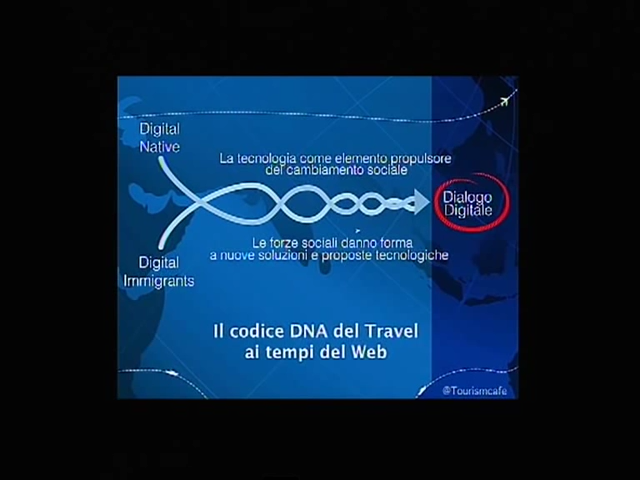 Digital
Native
La tecnologia come elemento propulsore
del cambiamento sociale
Dialogo
Digitale
Le forze sociali danno forma
a nuove soluzioni e proposte tecnologiche
Digital
Immigrants
Il codice DNA del Travel
ai tempi del Web
@Tourismcafe